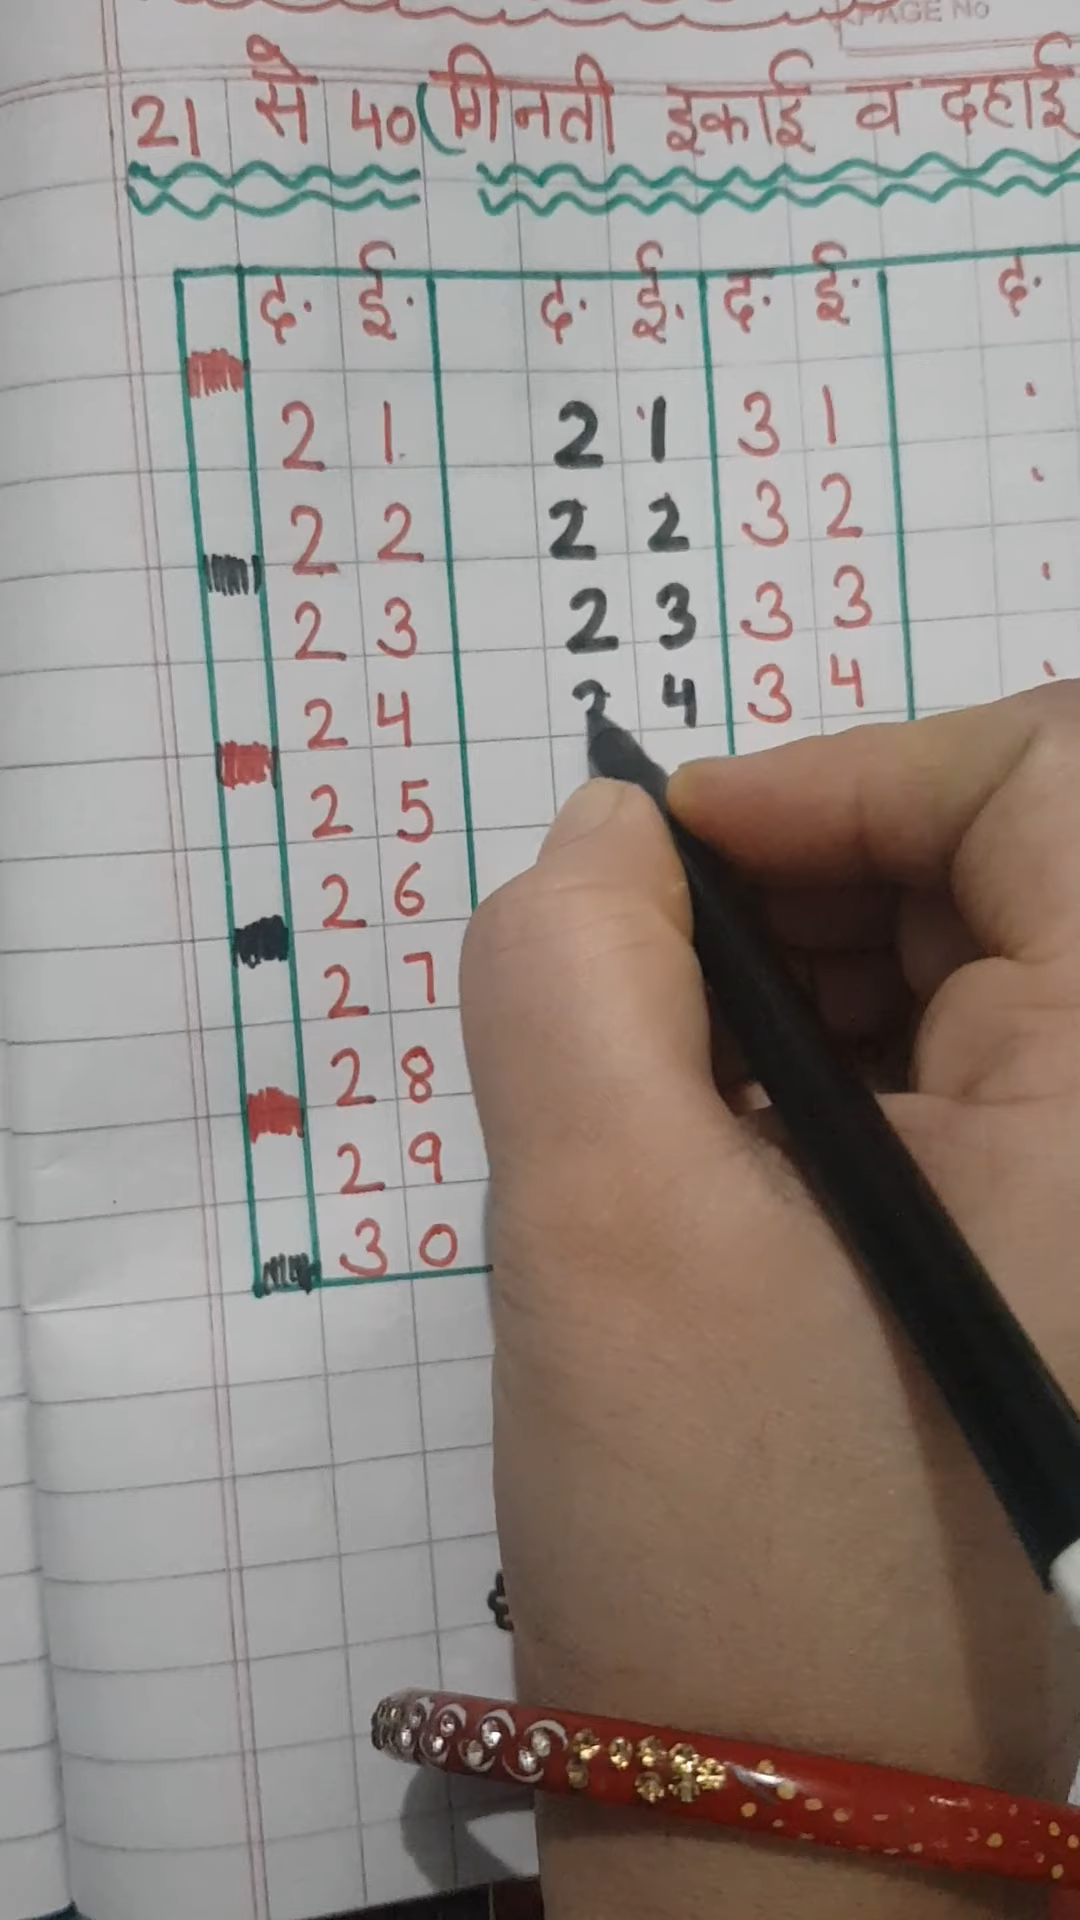 PAGE No
21 से 40 (गिनती इकाई व दहाई
द. ई. द. ई. द. ई. द.
2 1 2 1 3 1
2 2 2 2 3 2
2 3 2 3 3 3
2 4 2 4 3 4
2 5
2 6
2 7
2 8
2 9
3 0